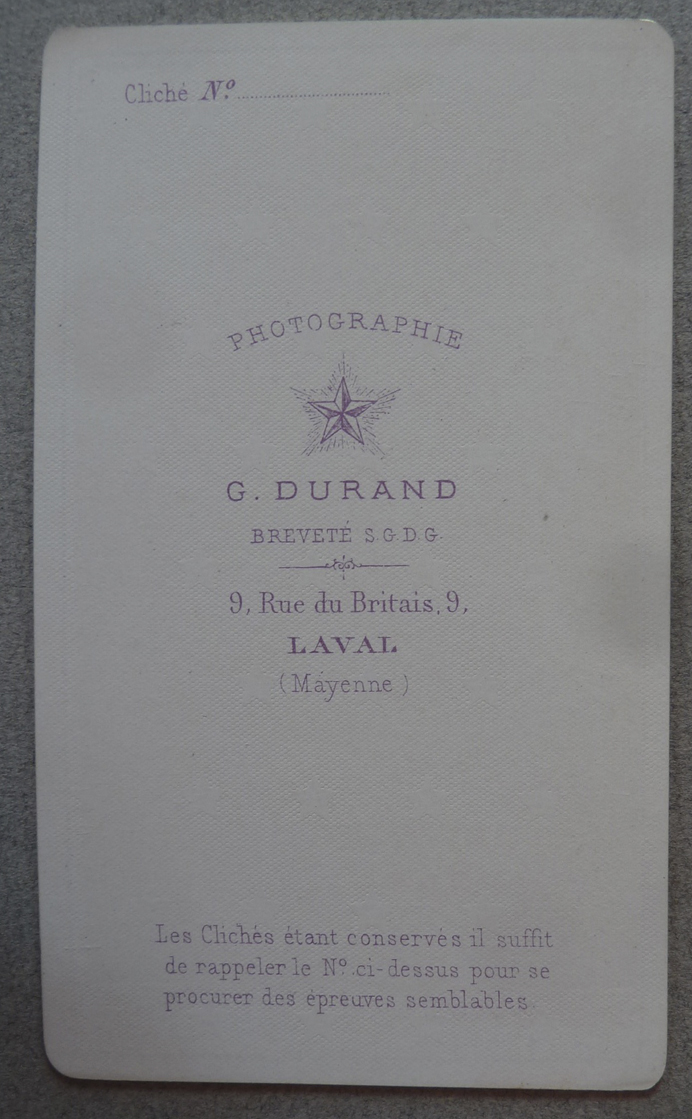 Cliché N°
PHOTOGRAPHIE
G. DURAND
BREVETÉ S.G.D.G.
9, Rue du Britais, 9,
LAVAL
(Mayenne)
Les Clichés étant conservés il suffit
de rappeler le N° ci-dessus pour se
procurer des épreuves semblables.